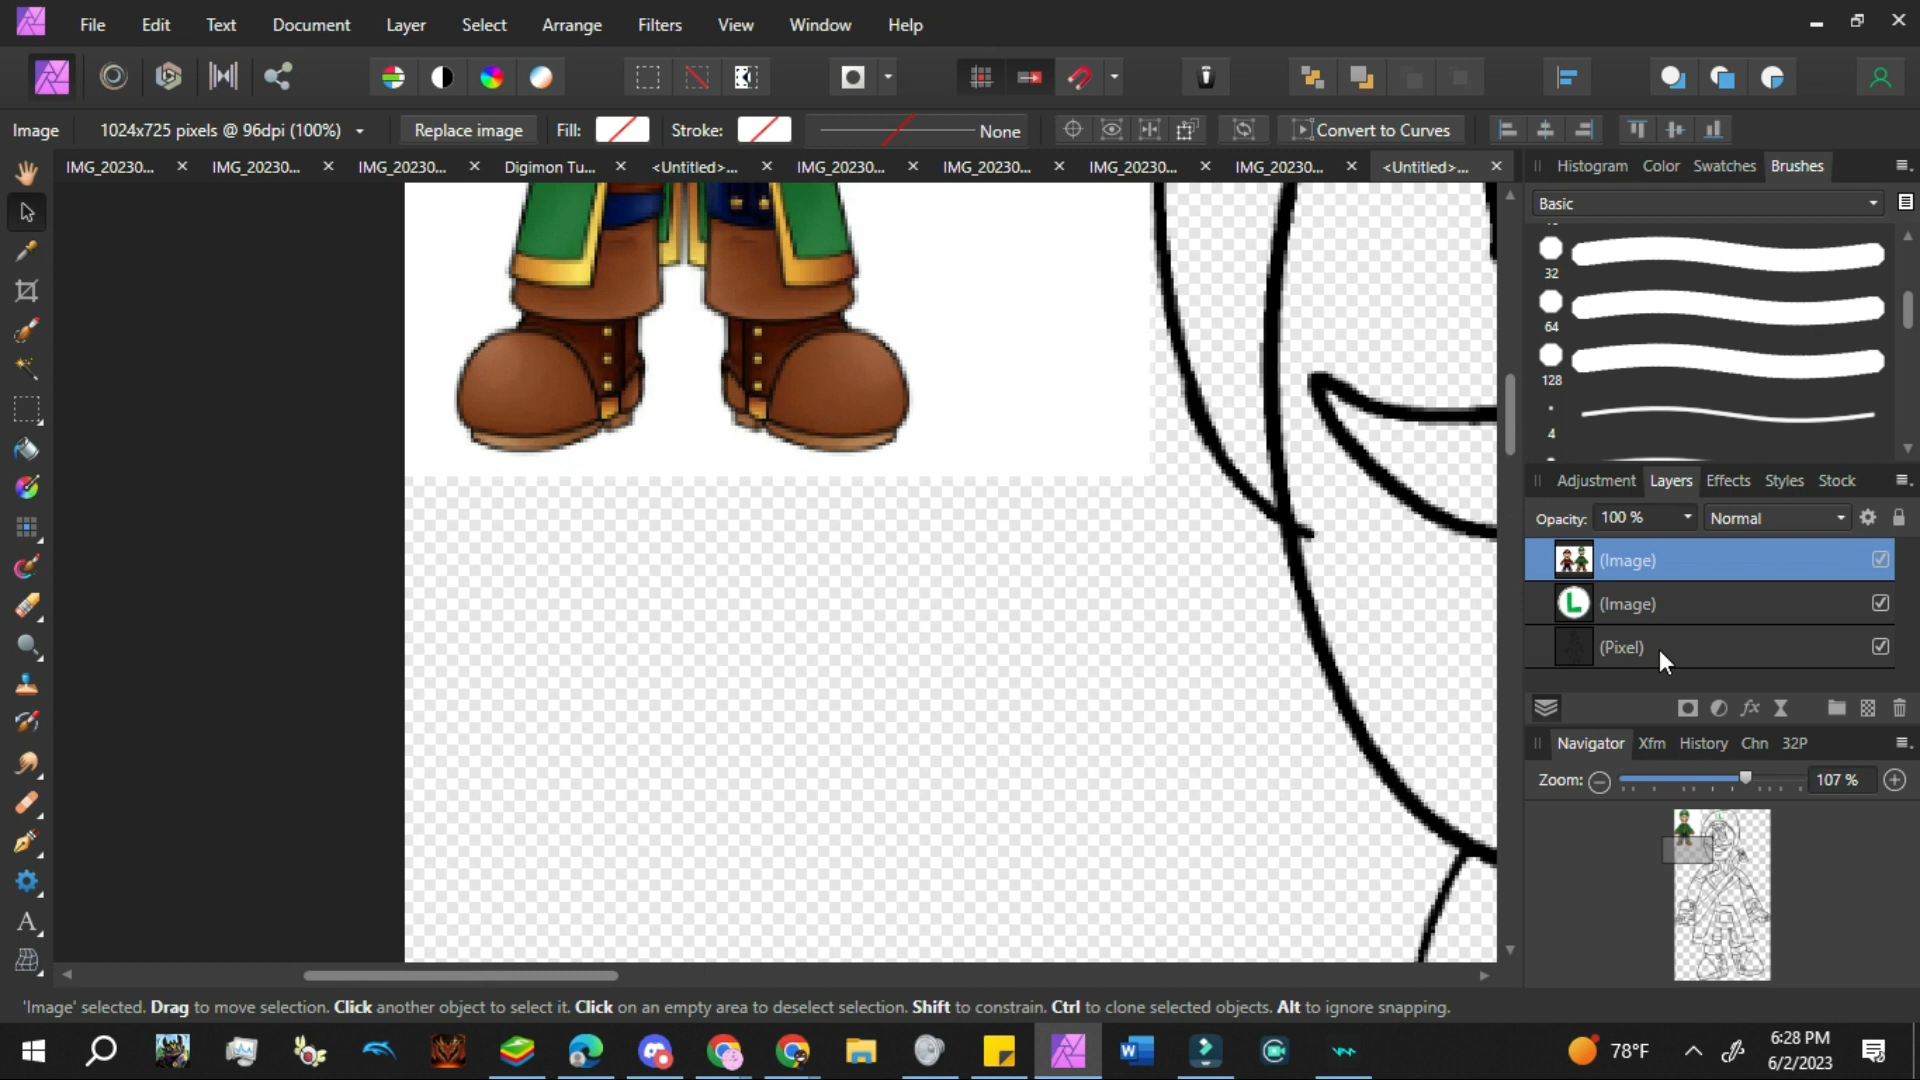 File Edit Text Document Layer Select Arrange Filters View Window Help
Image 1024x725 pixels @ 96dpi (100%) Replace image Fill: Stroke: None Convert to Curves
IMG_20230... IMG_20230... IMG_20230... Digimon Tu... <Untitled>... IMG_20230... IMG_20230... IMG_20230... IMG_20230... <Untitled>...
Histogram Color Swatches Brushes
Basic
32
64
128
4
Adjustment Layers Effects Styles Stock
Opacity: 100 % Normal
(Image)
L (Image)
(Pixel)
fx
Navigator Xfm History Chn 32P
Zoom: 107 %
A
'Image' selected. Drag to move selection. Click another object to select it. Click on an empty area to deselect selection. Shift to constrain. Ctrl to clone selected objects. Alt to ignore snapping.
W
78°F
6:28 PM
6/2/2023